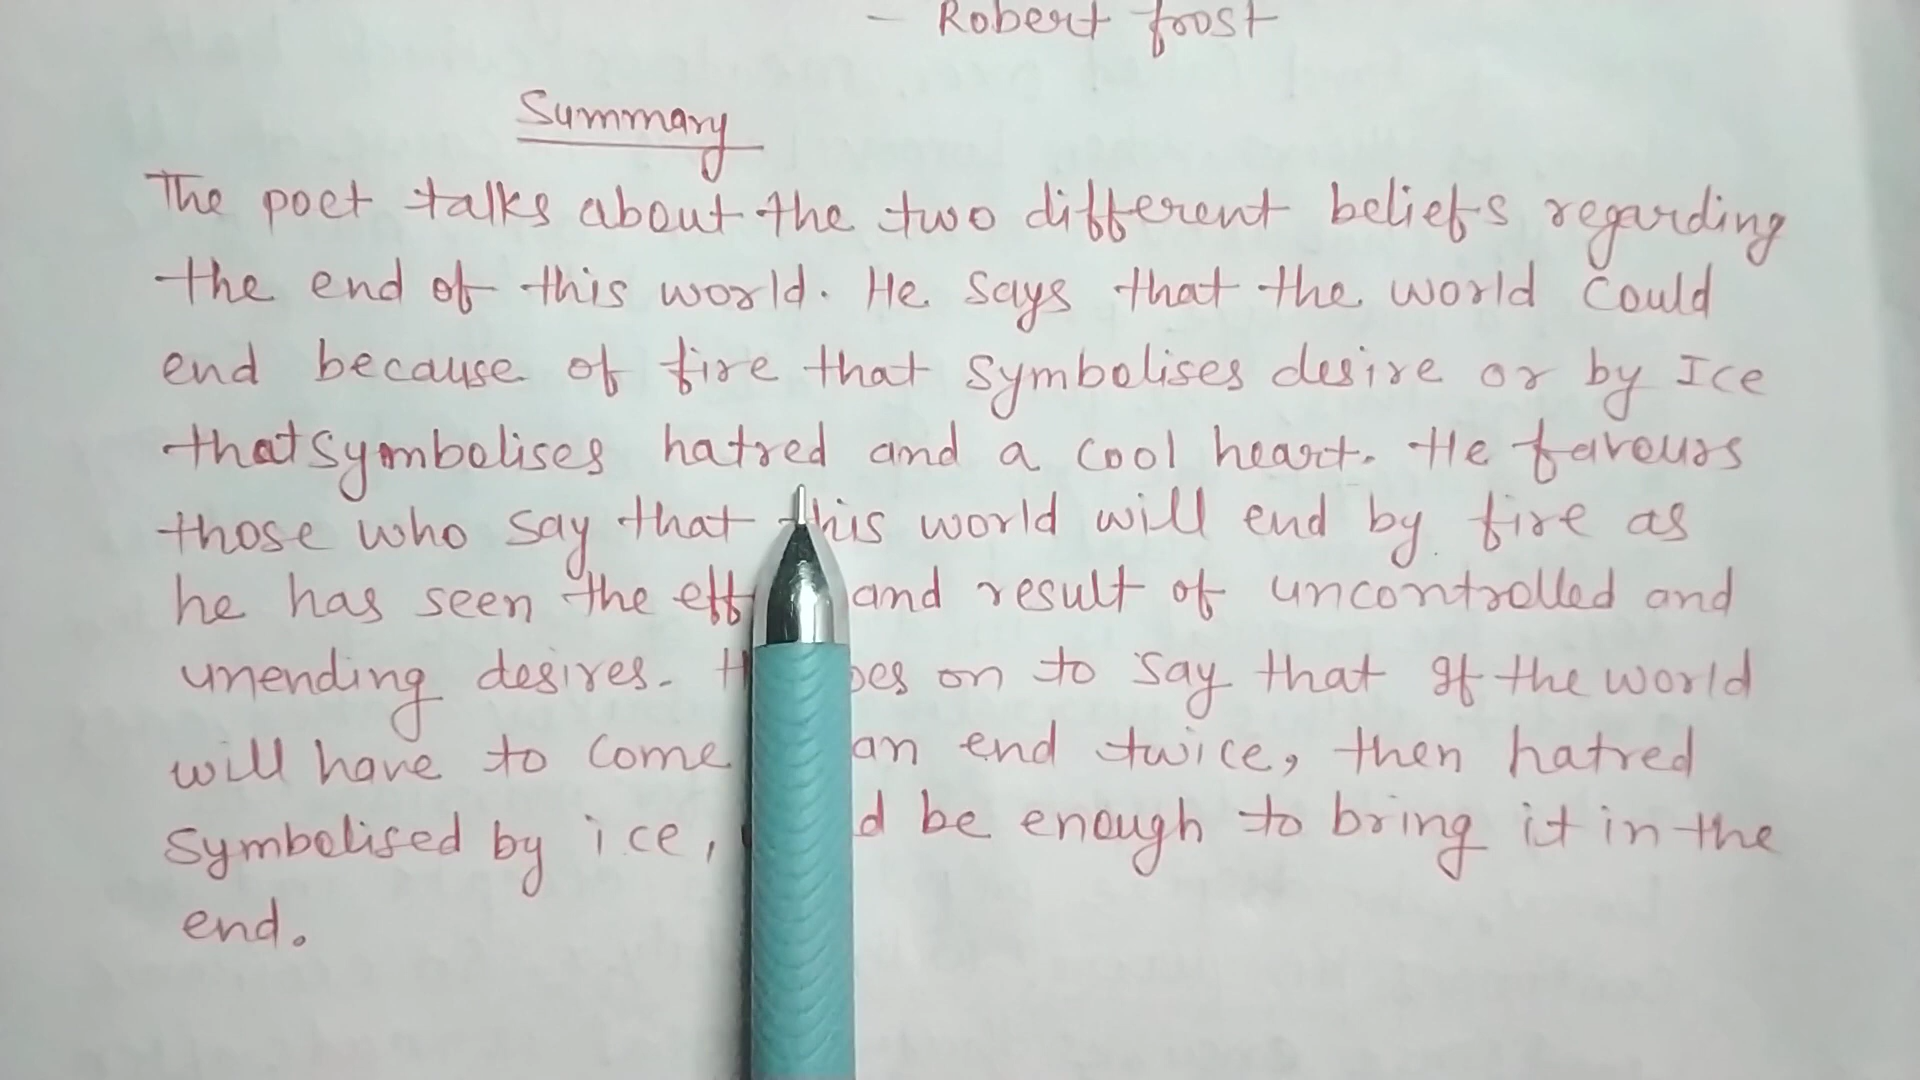 - Robert frost
Summary
The poet talks about the two different beliefs regarding
the end of this world. He says that the world could
end because of fire that symbolises desire or by Ice
that symbolises hatred and a cool heart. He favours
those who say that this world will end by fire as
he has seen the and result of uncontrolled and
unending desires. on to say that If the world
will have to come an end twice, then hatred
symbolised by ice, be enough to bring it in the
end.